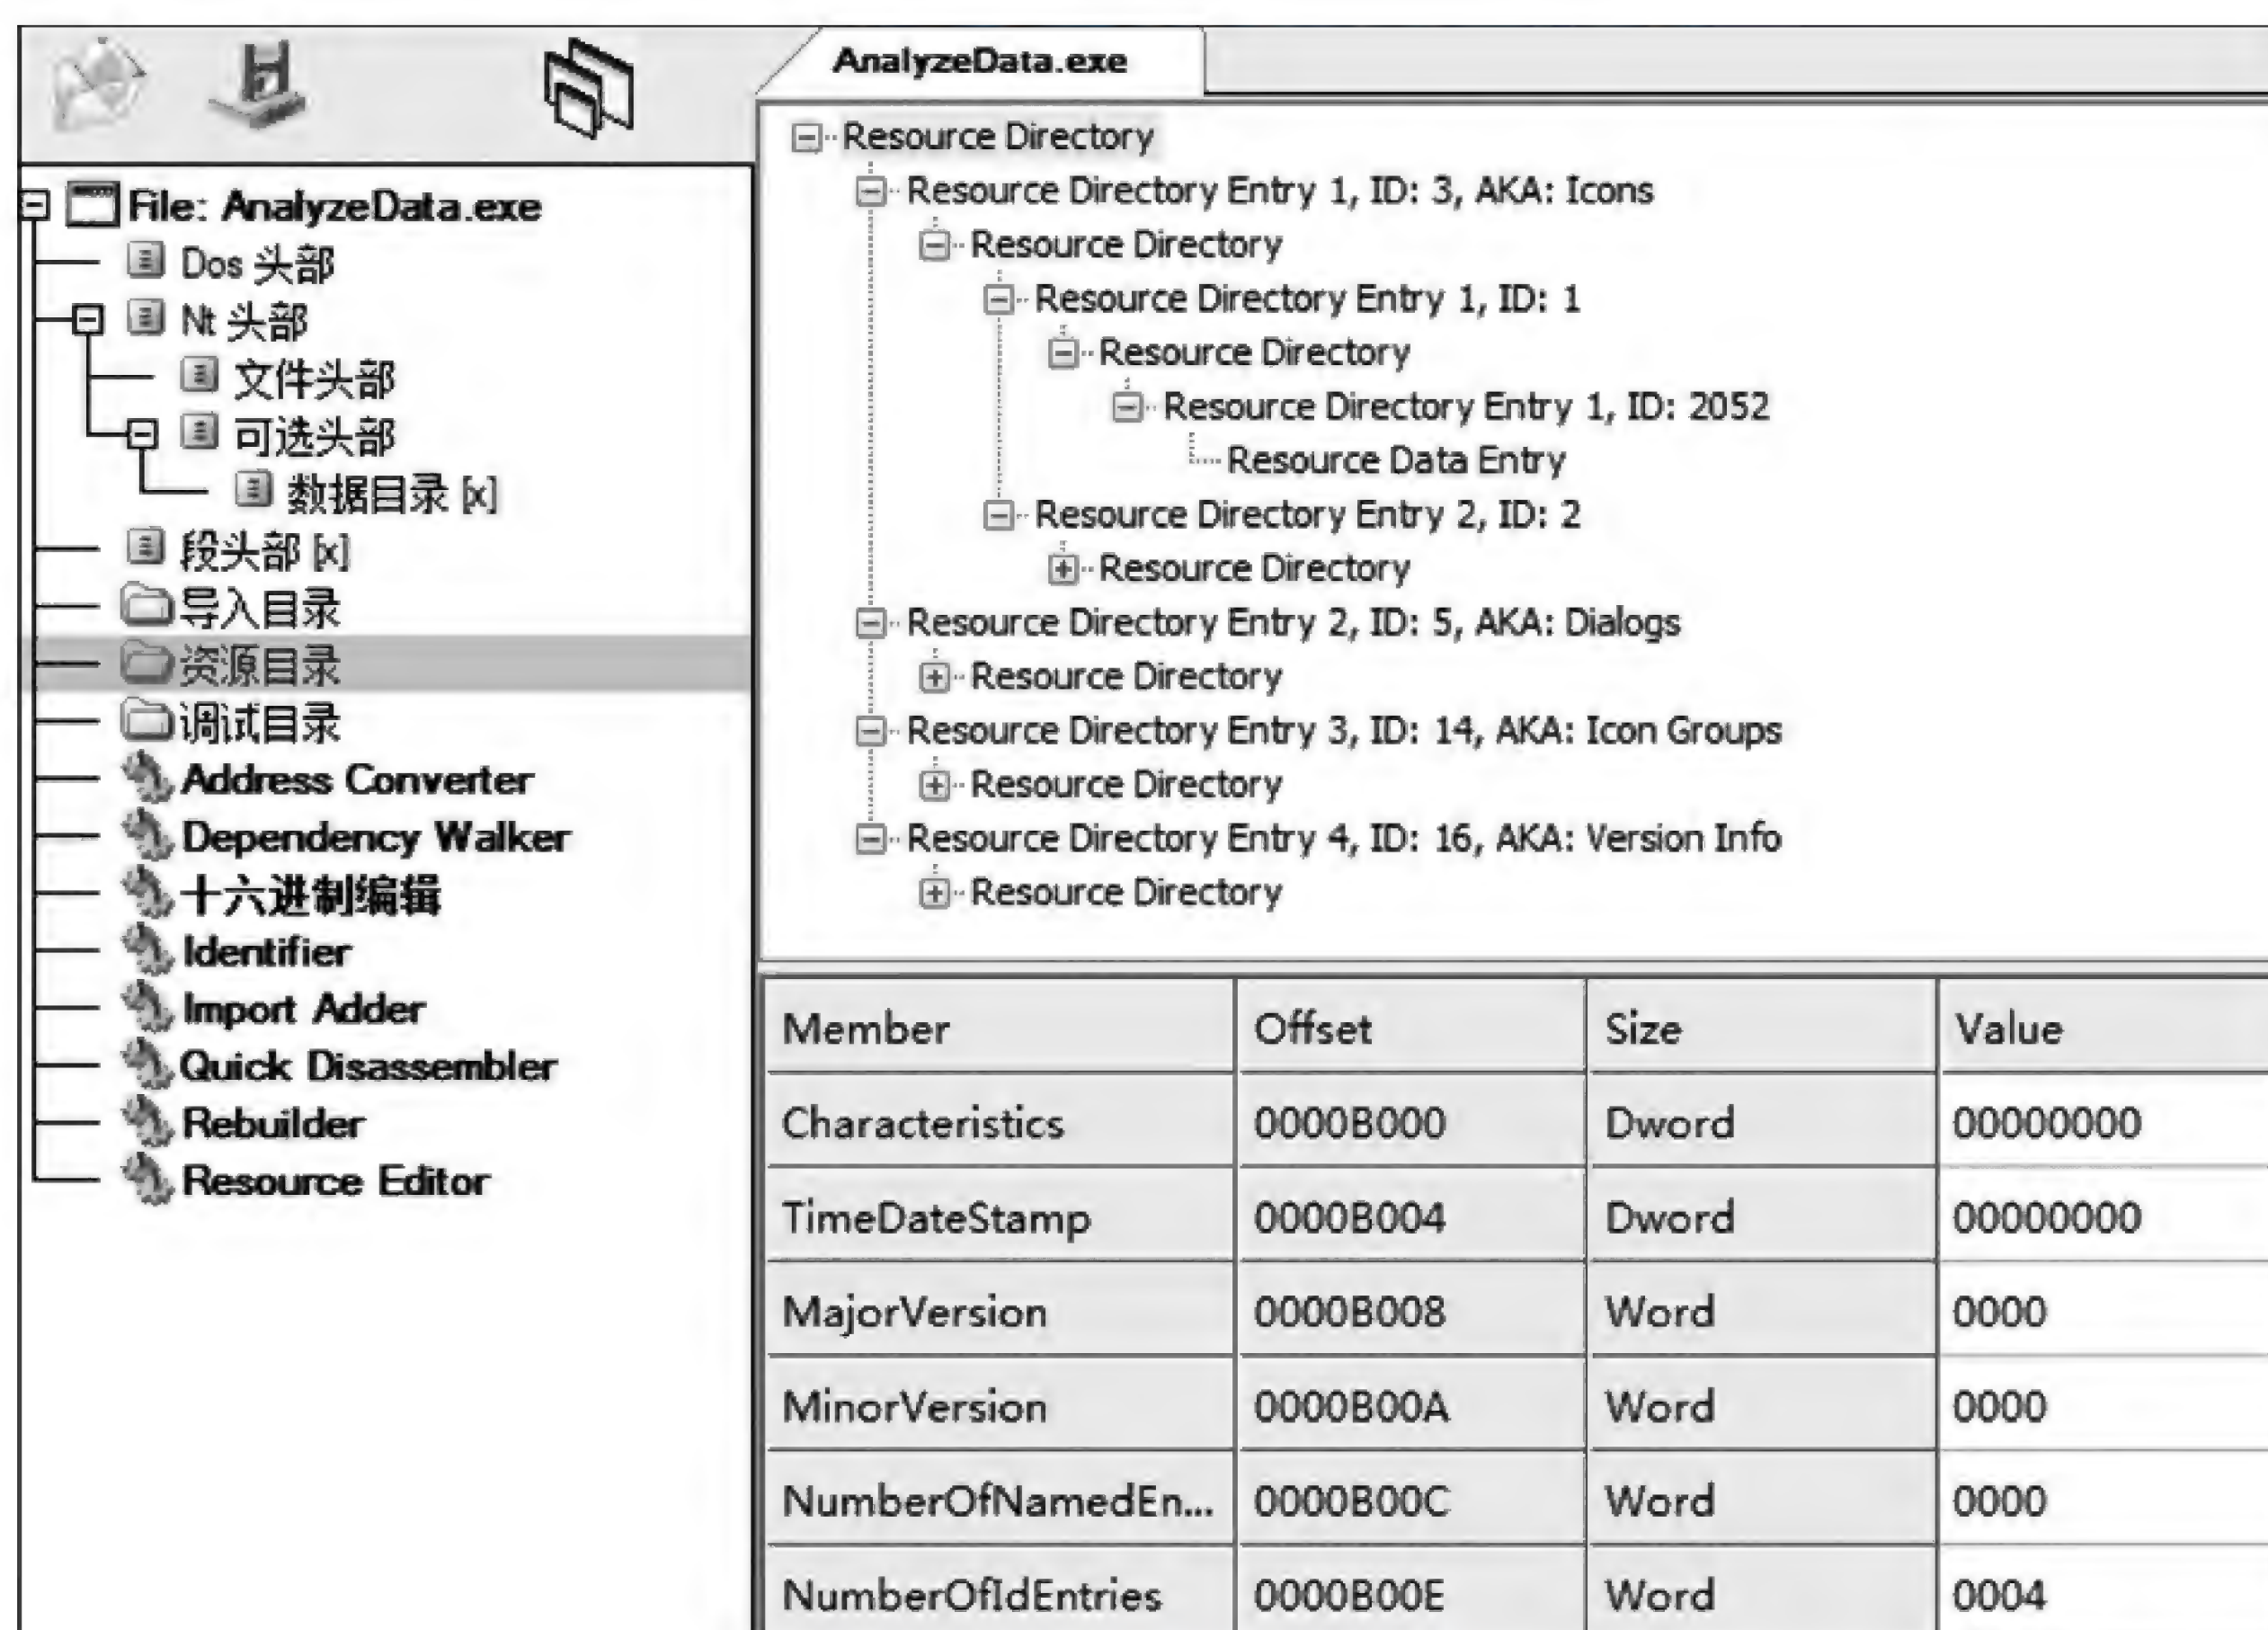 File: AnalyzeData.exe
Dos 头部
Nt 头部
文件头部
可选头部
数据目录 [x]
段头部 [x]
导入目录
资源目录
调试目录
Address Converter
Dependency Walker
十六进制编辑
Identifier
Import Adder
Quick Disassembler
Rebuilder
Resource Editor
AnalyzeData.exe
Resource Directory
Resource Directory Entry 1, ID: 3, AKA: Icons
Resource Directory
Resource Directory Entry 1, ID: 1
Resource Directory
Resource Directory Entry 1, ID: 2052
Resource Data Entry
Resource Directory Entry 2, ID: 2
Resource Directory
Resource Directory Entry 2, ID: 5, AKA: Dialogs
Resource Directory
Resource Directory Entry 3, ID: 14, AKA: Icon Groups
Resource Directory
Resource Directory Entry 4, ID: 16, AKA: Version Info
Resource Directory
Member Offset Size Value
Characteristics 0000B000 Dword 00000000
TimeDateStamp 0000B004 Dword 00000000
MajorVersion 0000B008 Word 0000
MinorVersion 0000B00A Word 0000
NumberOfNamedEn... 0000B00C Word 0000
NumberOfIdEntries 0000B00E Word 0004